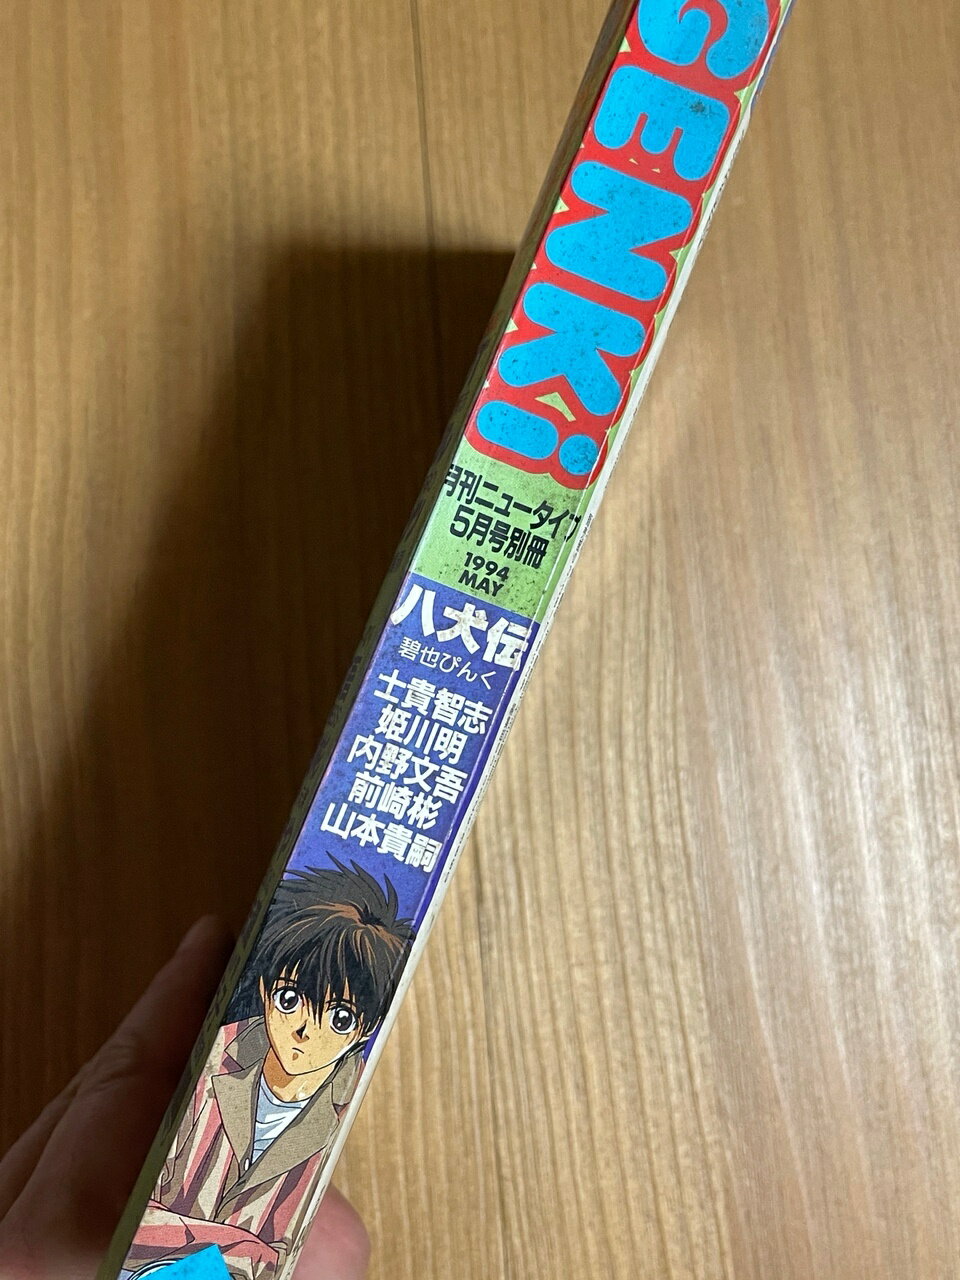 GENKi
月刊ニュータイプ
5月号別冊
1994
MAY
八犬伝
碧也ぴんく
士貴智志
姫川明
内野文吾
前崎彬
山本貴嗣